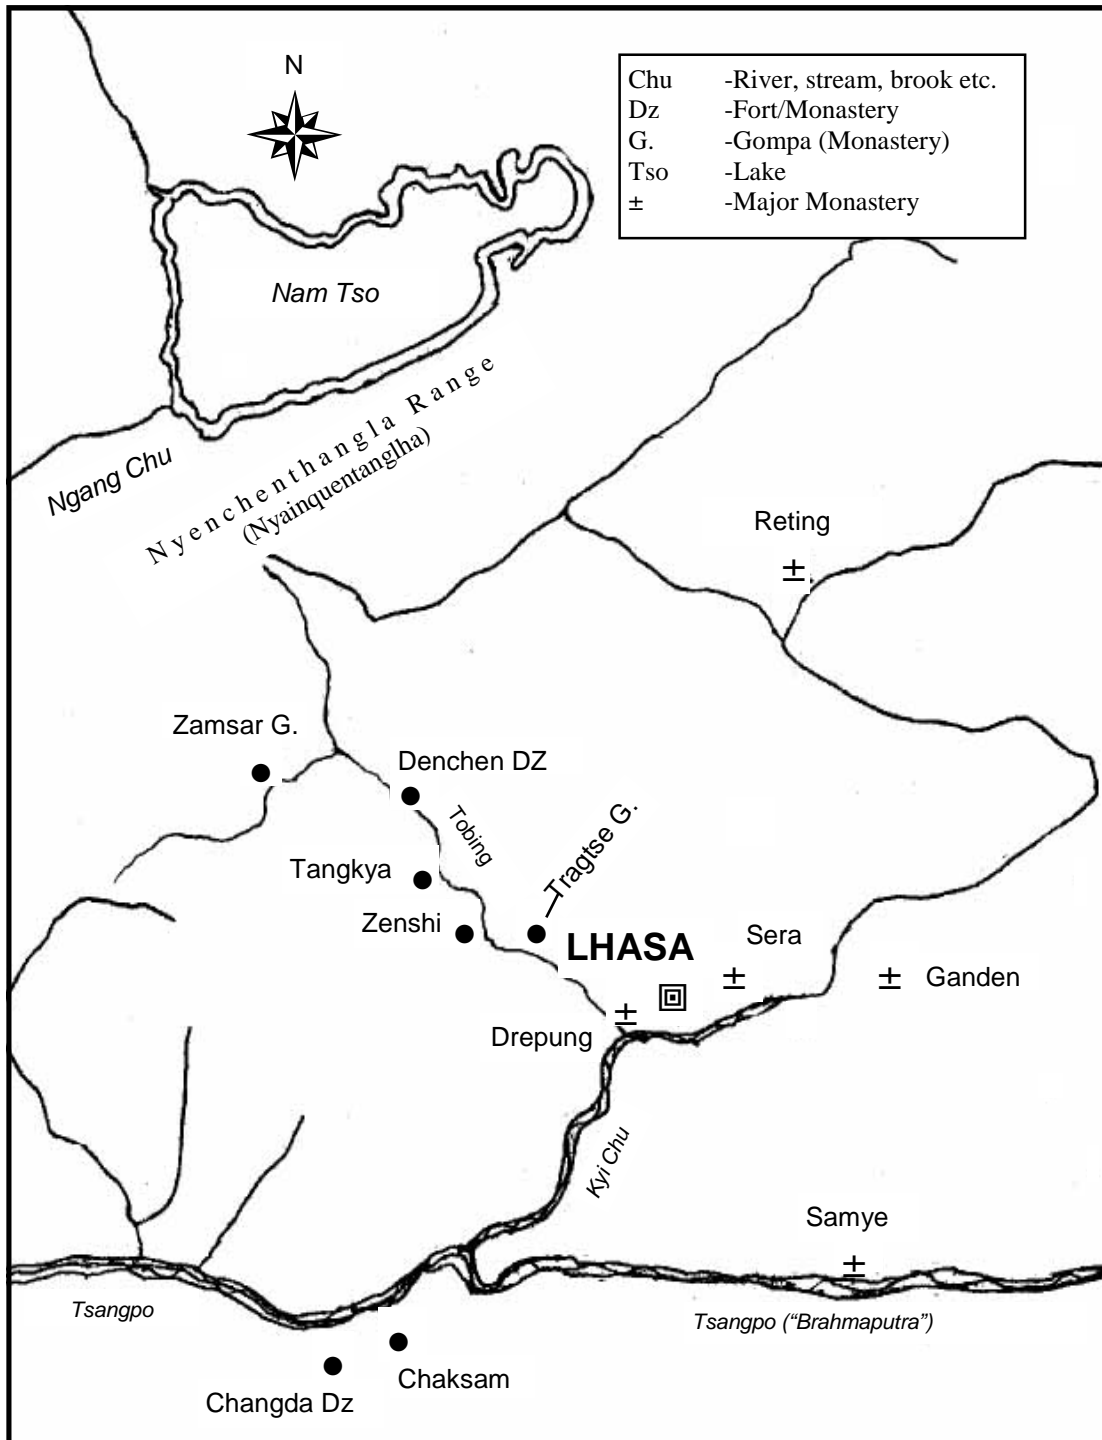 N
Chu -River, stream, brook etc.
Dz -Fort/Monastery
G. -Gompa (Monastery)
Tso -Lake
± -Major Monastery
Nam Tso
Ngang Chu
Nyenchenthangla Range
(Nyainquentanglha)
Reting
±
Zamsar G.
Denchen DZ
Tobing
Tragtse G.
Tangkya
Zenshi
LHASA
Sera
±
±
Ganden
Drepung
±
Kyi Chu
Samye
±
Tsangpo
Tsangpo (“Brahmaputra”)
Chaksam
Changda Dz